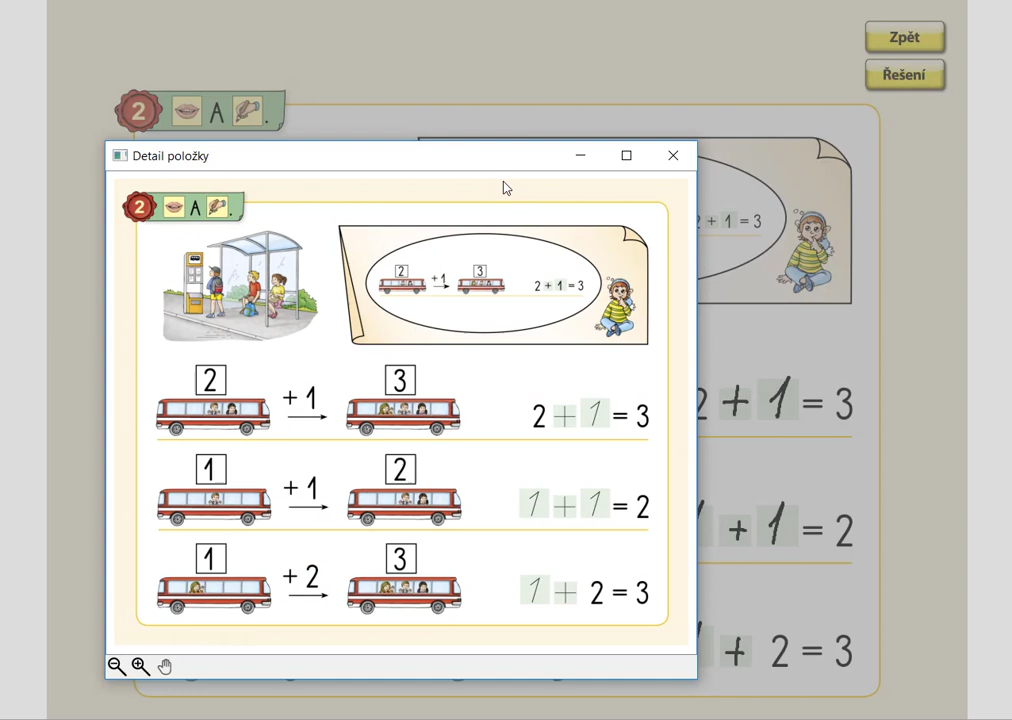 Zpět
Řešení
2 A .
Detail položky
2 A .
2 +1 3
2 + 1 = 3
2 + 1 = 3
2 +1 3
2 + 1 = 3
2 + 1 = 3
1 +1 2
1 + 1 = 2
+ 1 = 2
1 +2 3
1 + 2 = 3
+ 2 = 3